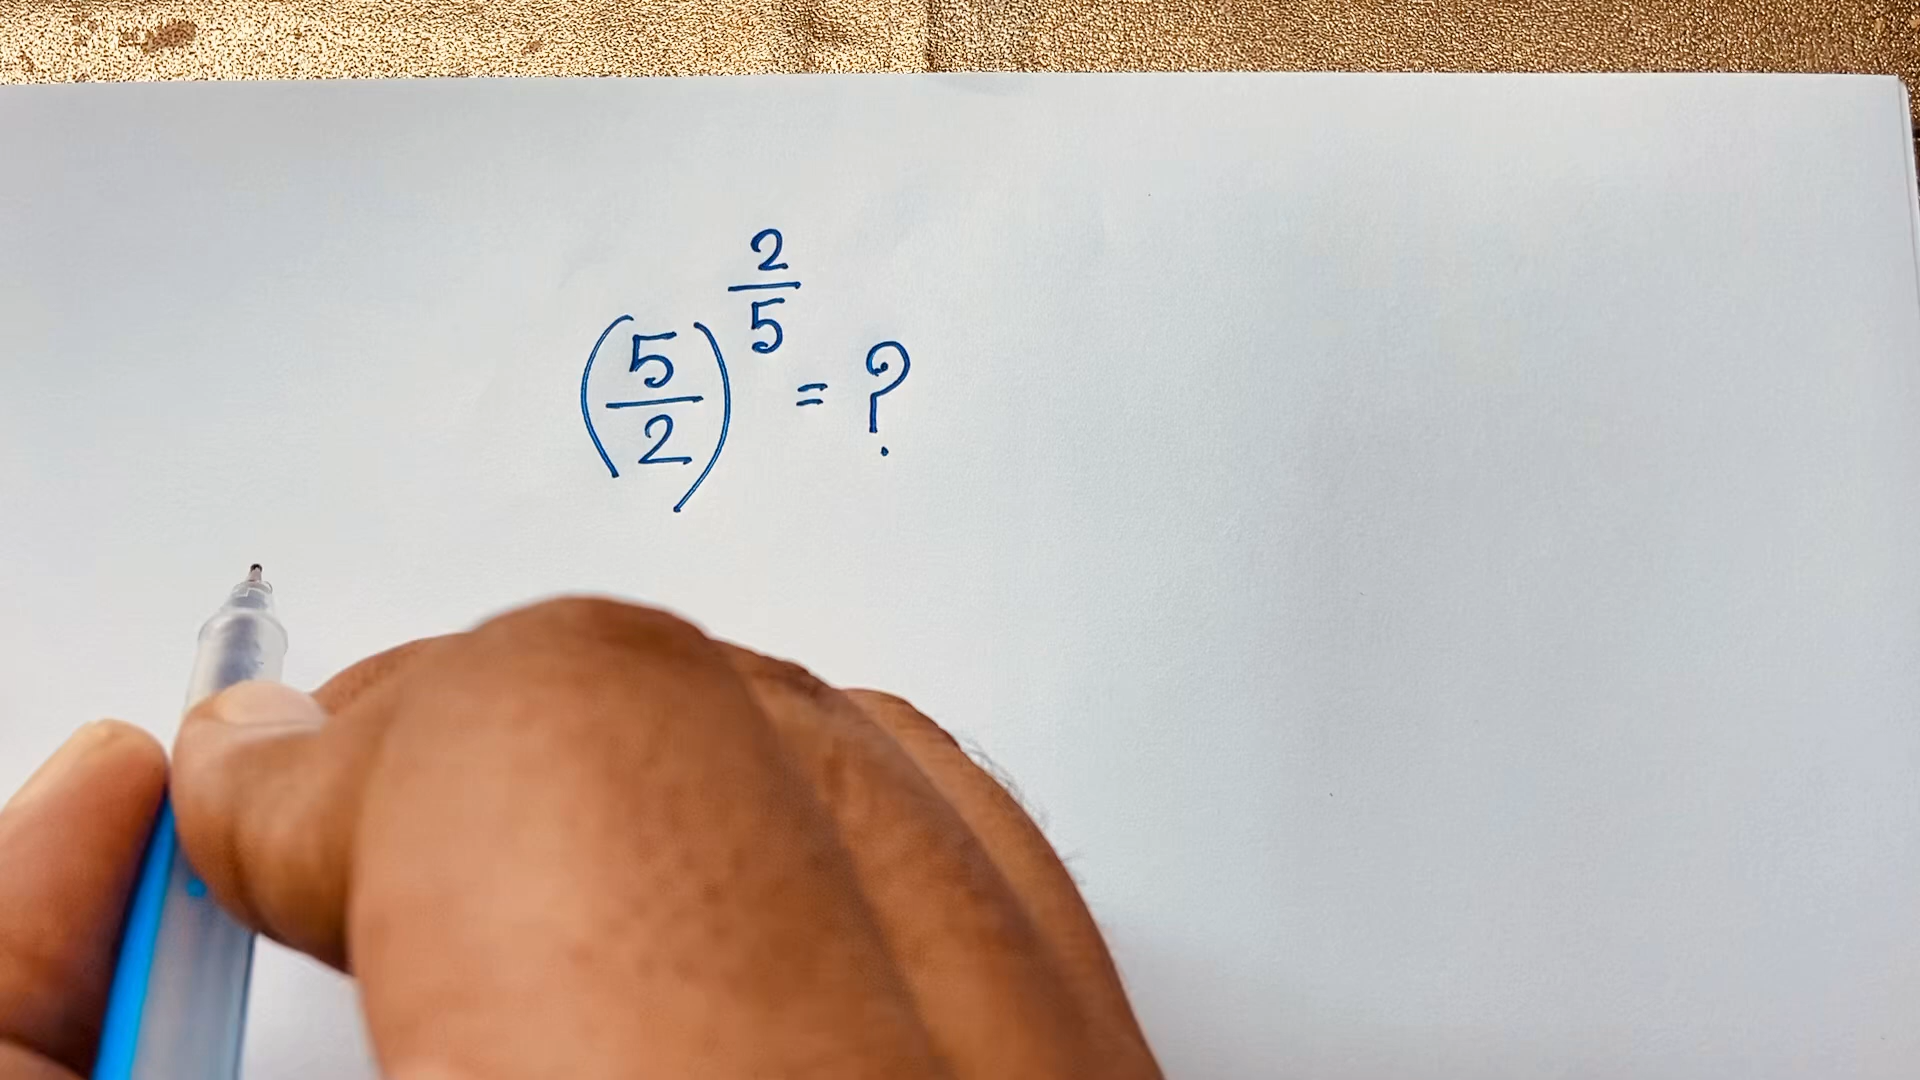 (5/2)^(2/5) = ?